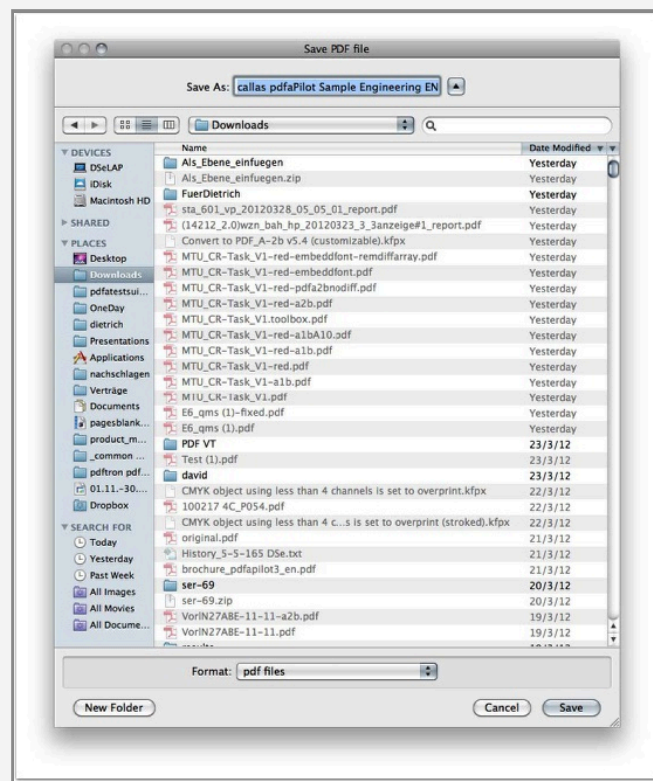 Save PDF file
Save As: callas pdfaPilot Sample Engineering EN
Downloads
Name Date Modified
DEVICES
DSeLAP
iDisk
Macintosh HD
SHARED
PLACES
Desktop
Downloads
pdfatestsui...
OneDay
dietrich
Presentations
Applications
nachschlagen
Verträge
Documents
pagesblank...
product_m...
_common ...
pdftron pdf...
01.11.-30....
Dropbox
SEARCH FOR
Today
Yesterday
Past Week
All Images
All Movies
All Docume...
Als_Ebene_einfuegen Yesterday
Als_Ebene_einfuegen.zip Yesterday
FuerDietrich Yesterday
sta_601_vp_20120328_05_05_01_report.pdf Yesterday
(14212_2.0)wzn_bah_hp_20120323_3_3anzeige#1_report.pdf Yesterday
Convert to PDF_A-2b v5.4 (customizable).kfpx Yesterday
MTU_CR-Task_V1-red-embeddfont-remdiffarray.pdf Yesterday
MTU_CR-Task_V1-red-embeddfont.pdf Yesterday
MTU_CR-Task_V1-red-pdfa2bnodiff.pdf Yesterday
MTU_CR-Task_V1-red-a2b.pdf Yesterday
MTU_CR-Task_V1.toolbox.pdf Yesterday
MTU_CR-Task_V1-red-a1bA10.pdf Yesterday
MTU_CR-Task_V1-red-a1b.pdf Yesterday
MTU_CR-Task_V1-red.pdf Yesterday
MTU_CR-Task_V1-a1b.pdf Yesterday
MTU_CR-Task_V1.pdf Yesterday
E6_qms (1)-fixed.pdf Yesterday
E6_qms (1).pdf Yesterday
PDF VT 23/3/12
Test (1).pdf 23/3/12
david 23/3/12
CMYK object using less than 4 channels is set to overprint.kfpx 22/3/12
100217 4C_P054.pdf 22/3/12
CMYK object using less than 4 c...s is set to overprint (stroked).kfpx 22/3/12
original.pdf 21/3/12
History_5-5-165 DSe.txt 21/3/12
brochure_pdfapilot3_en.pdf 21/3/12
ser-69 20/3/12
ser-69.zip 20/3/12
VorlN27ABE-11-11-a2b.pdf 19/3/12
VorlN27ABE-11-11.pdf 19/3/12
Format: pdf files
New Folder Cancel Save